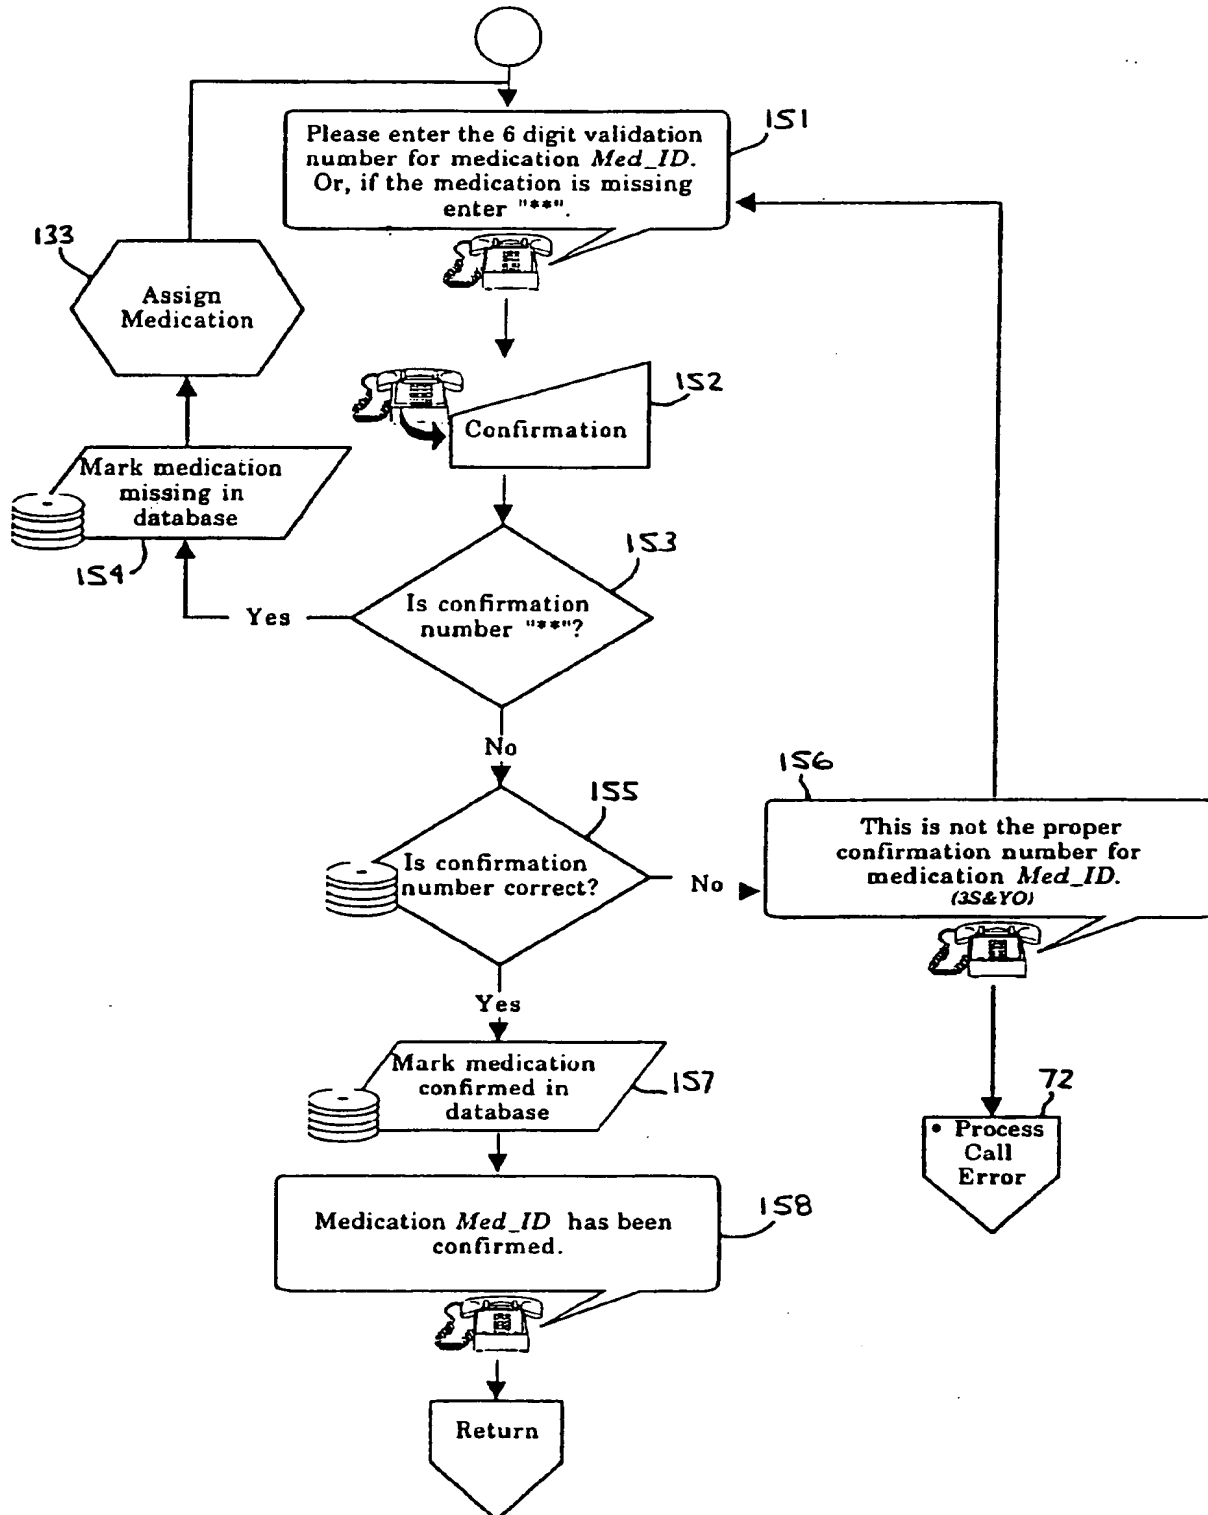 151
Please enter the 6 digit validation
number for medication Med_ID.
Or, if the medication is missing
enter "**".
133
Assign
Medication
152
Confirmation
Mark medication
missing in
database
154
153
Is confirmation
number "**"?
Yes
No
155
Is confirmation
number correct?
No
156
This is not the proper
confirmation number for
medication Med_ID.
(3S&YO)
Yes
Mark medication
confirmed in
database
157
72
• Process
Call
Error
Medication Med_ID has been
confirmed.
158
Return